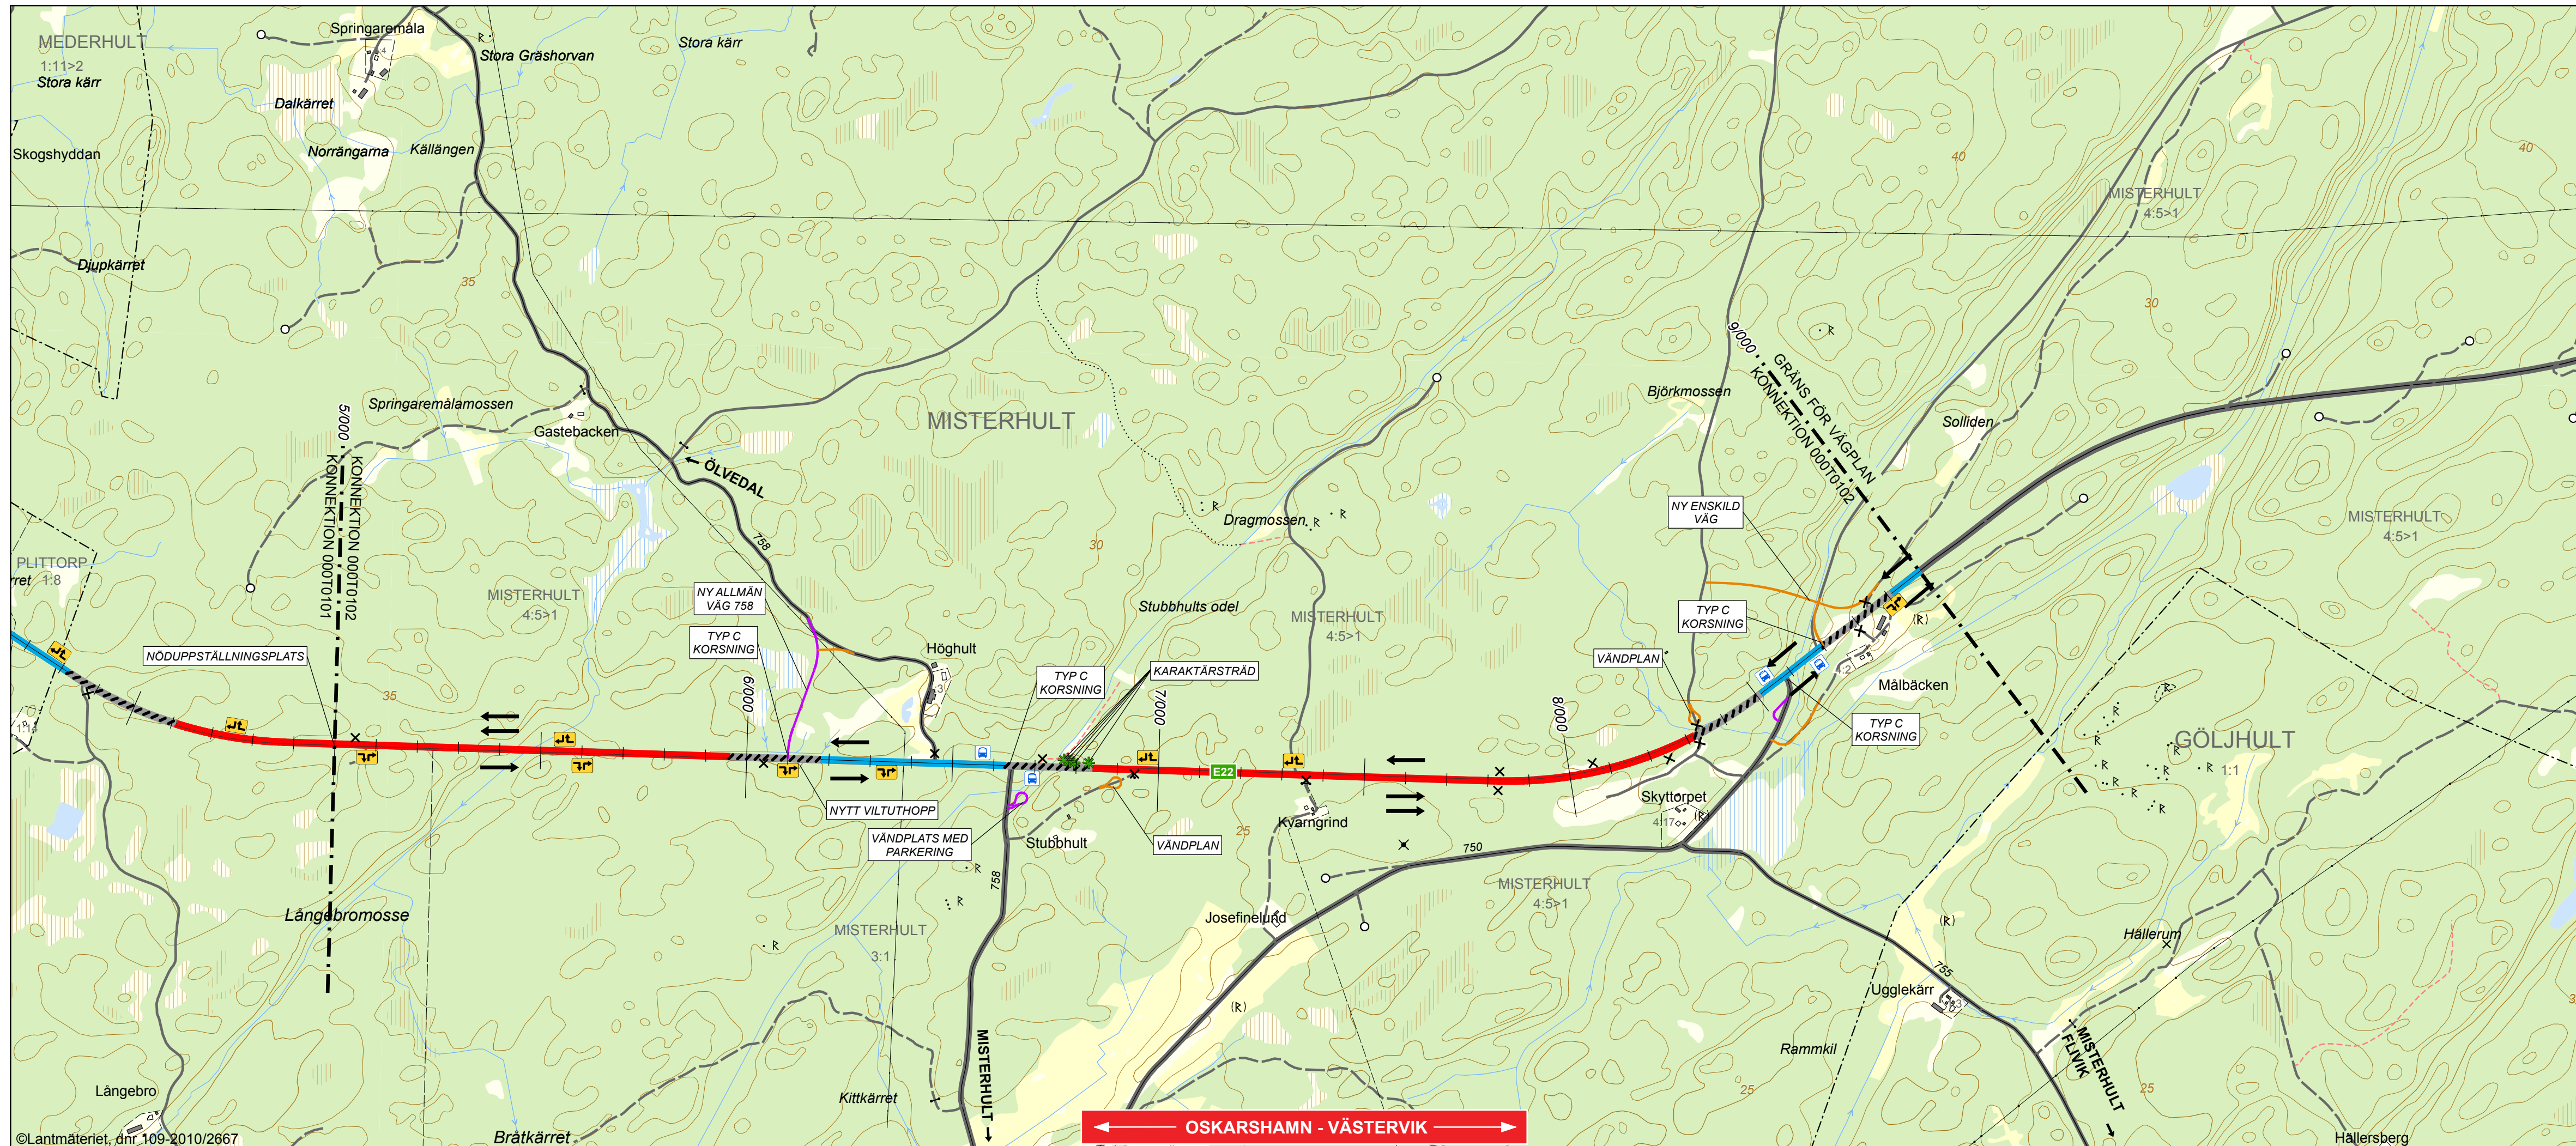 MEDERHULT
1:11>2
Stora kärr
Springaremåla
Stora Gräshorvan
Stora kärr
Dalkärret
Norrängarna
Källängen
Skogshyddan
Djupkärret
35
40
40
MISTERHULT
4:5>1
30
9/000
GRÄNS FÖR VÄGPLAN
KONNEKTION 000T0102
Björkmossen
Solliden
5/000
KONNEKTION 000T0102
KONNEKTION 000T0101
Springaremålamossen
Gastebacken
ÖLVEDAL
MISTERHULT
758
30
Dragmossen
NY ENSKILD
VÄG
MISTERHULT
4:5>1
PLITTORP
1:8
rret
MISTERHULT
4:5>1
NY ALLMÄN
VÄG 758
Stubbhults odel
MISTERHULT
4:5>1
TYP C
KORSNING
TYP C
KORSNING
NÖDUPPSTÄLLNINGSPLATS
Höghult
TYP C
KORSNING
KARAKTÄRSTRÄD
VÄNDPLAN
Målbäcken
(R)
35
6/000
7/000
8/000
TYP C
KORSNING
GÖLJHULT
1:1
E22
NYTT VILTUTHOPP
VÄNDPLATS MED
PARKERING
Stubbhult
VÄNDPLAN
25
Kvarngrind
Skyttorpet
4:17
(R)
750
758
MISTERHULT
4:5>1
Långebromosse
MISTERHULT
3:1
Josefinelund
(R)
(R)
Hällerum
755
Ugglekärr
Rammkil
MISTERHULT
FLIVIK
25
25
Långebro
Kittkärret
MISTERHULT
OSKARSHAMN - VÄSTERVIK
©Lantmäteriet, dnr 109-2010/2667
Bråtkärret
Hällersberg